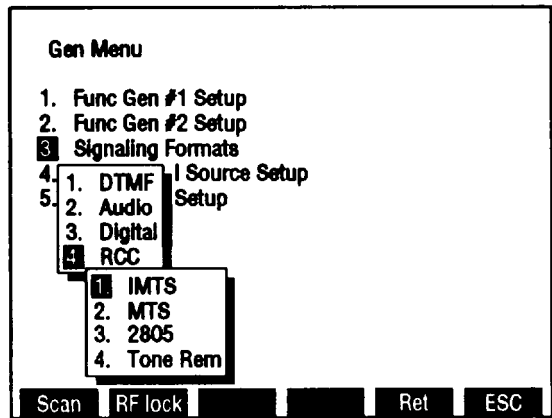 Gen Menu
1. Func Gen #1 Setup
2. Func Gen #2 Setup
3 Signaling Formats
4. l Source Setup
5. Setup
1. DTMF
2. Audio
3. Digital
4 RCC
1. IMTS
2. MTS
3. 2805
4. Tone Rem
Scan RF lock Ret ESC